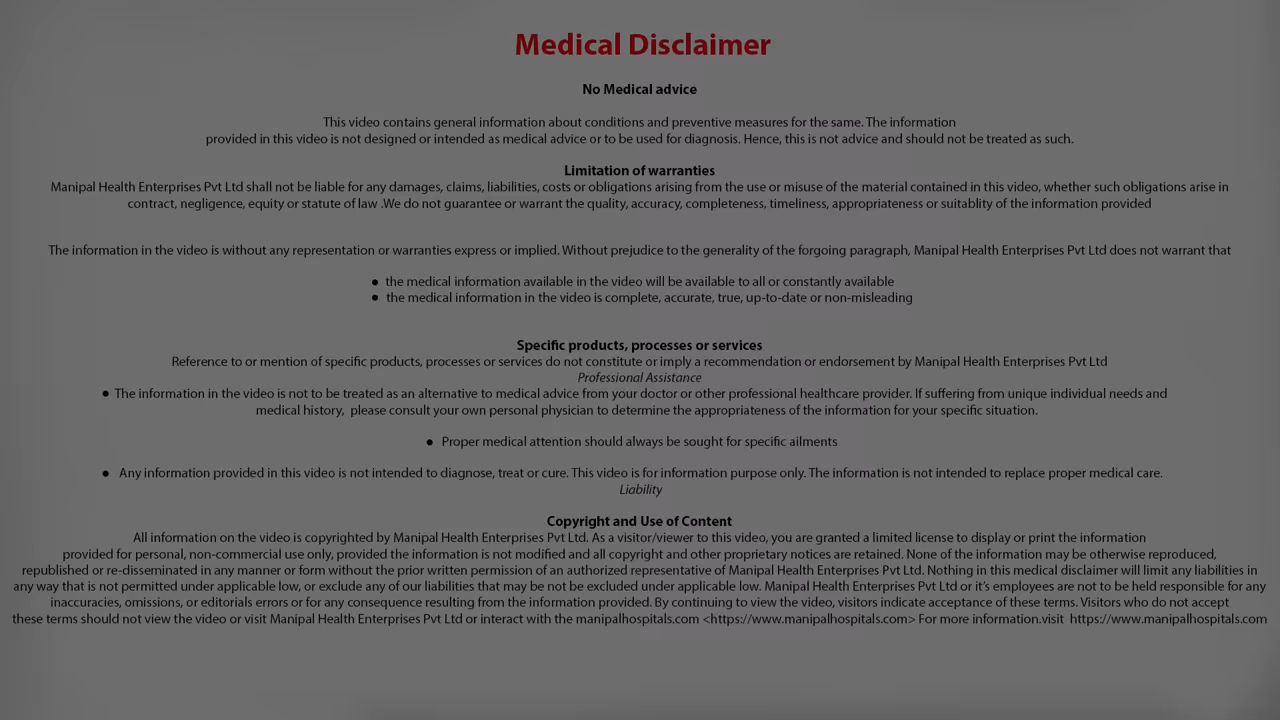 Medical Disclaimer
No Medical advice
This video contains general information about conditions and preventive measures for the same. The information
provided in this video is not designed or intended as medical advice or to be used for diagnosis. Hence, this is not advice and should not be treated as such.
Limitation of warranties
Manipal Health Enterprises Pvt Ltd shall not be liable for any damages, claims, liabilities, costs or obligations arising from the use or misuse of the material contained in this video, whether such obligations arise in
contract, negligence, equity or statute of law .We do not guarantee or warrant the quality, accuracy, completeness, timeliness, appropriateness or suitablity of the information provided
The information in the video is without any representation or warranties express or implied. Without prejudice to the generality of the forgoing paragraph, Manipal Health Enterprises Pvt Ltd does not warrant that
● the medical information available in the video will be available to all or constantly available
● the medical information in the video is complete, accurate, true, up-to-date or non-misleading
Specific products, processes or services
Reference to or mention of specific products, processes or services do not constitute or imply a recommendation or endorsement by Manipal Health Enterprises Pvt Ltd
Professional Assistance
● The information in the video is not to be treated as an alternative to medical advice from your doctor or other professional healthcare provider. If suffering from unique individual needs and
medical history, please consult your own personal physician to determine the appropriateness of the information for your specific situation.
● Proper medical attention should always be sought for specific ailments
● Any information provided in this video is not intended to diagnose, treat or cure. This video is for information purpose only. The information is not intended to replace proper medical care.
Liability
Copyright and Use of Content
All information on the video is copyrighted by Manipal Health Enterprises Pvt Ltd. As a visitor/viewer to this video, you are granted a limited license to display or print the information
provided for personal, non-commercial use only, provided the information is not modified and all copyright and other proprietary notices are retained. None of the information may be otherwise reproduced,
republished or re-disseminated in any manner or form without the prior written permission of an authorized representative of Manipal Health Enterprises Pvt Ltd. Nothing in this medical disclaimer will limit any liabilities in
any way that is not permitted under applicable low, or exclude any of our liabilities that may be not be excluded under applicable low. Manipal Health Enterprises Pvt Ltd or it's employees are not to be held responsible for any
inaccuracies, omissions, or editorials errors or for any consequence resulting from the information provided. By continuing to view the video, visitors indicate acceptance of these terms. Visitors who do not accept
these terms should not view the video or visit Manipal Health Enterprises Pvt Ltd or interact with the manipalhospitals.com <https://www.manipalhospitals.com> For more information.visit https://www.manipalhospitals.com